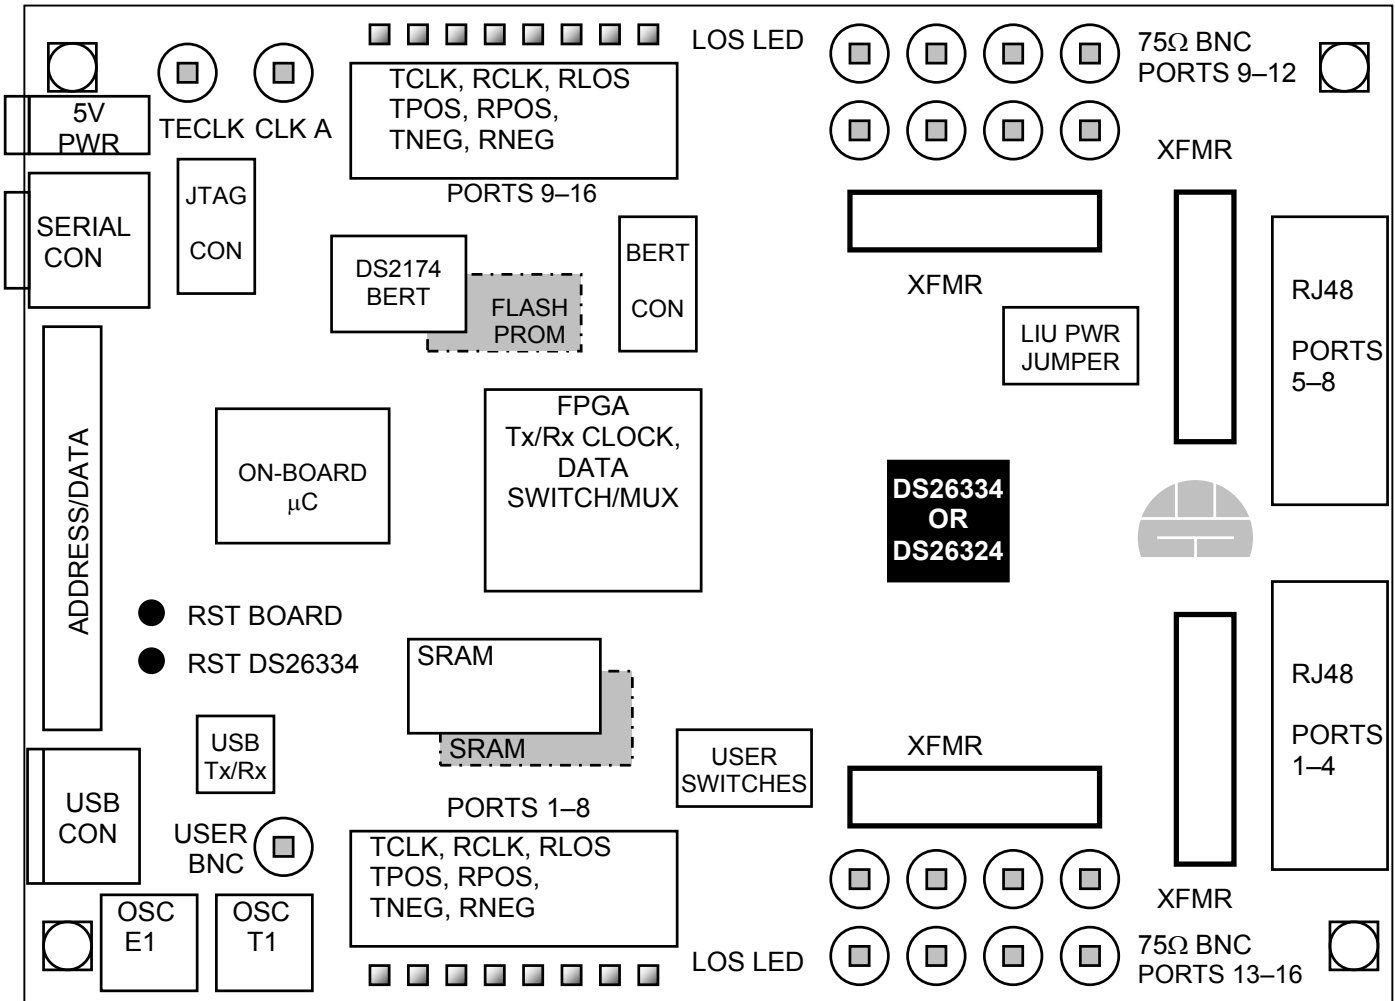 LOS LED
75Ω BNC
PORTS 9–12
5V
PWR
TECLK
CLK A
TCLK, RCLK, RLOS
TPOS, RPOS,
TNEG, RNEG
PORTS 9–16
XFMR
SERIAL
CON
JTAG
CON
DS2174
BERT
FLASH
PROM
BERT
CON
XFMR
LIU PWR
JUMPER
RJ48
PORTS
5–8
ADDRESS/DATA
ON-BOARD
μC
FPGA
Tx/Rx CLOCK,
DATA
SWITCH/MUX
DS26334
OR
DS26324
RST BOARD
RST DS26334
SRAM
SRAM
RJ48
PORTS
1–4
USB
Tx/Rx
USER
SWITCHES
XFMR
USB
CON
USER
BNC
PORTS 1–8
TCLK, RCLK, RLOS
TPOS, RPOS,
TNEG, RNEG
XFMR
OSC
E1
OSC
T1
LOS LED
75Ω BNC
PORTS 13–16